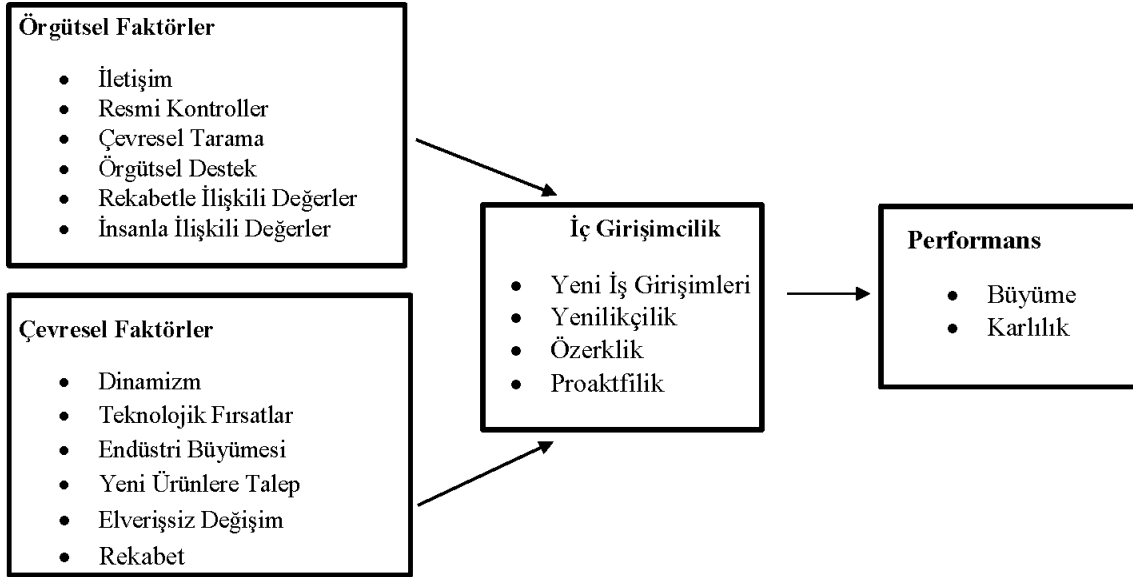 Örgütsel Faktörler
İletişim
Resmi Kontroller
Çevresel Tarama
Örgütsel Destek
Rekabetle İlişkili Değerler
İnsanla İlişkili Değerler
Çevresel Faktörler
Dinamizm
Teknolojik Fırsatlar
Endüstri Büyümesi
Yeni Ürünlere Talep
Elverişsiz Değişim
Rekabet
İç Girişimcilik
Yeni İş Girişimleri
Yenilikçilik
Özerklik
Proaktfilik
Performans
Büyüme
Karlılık